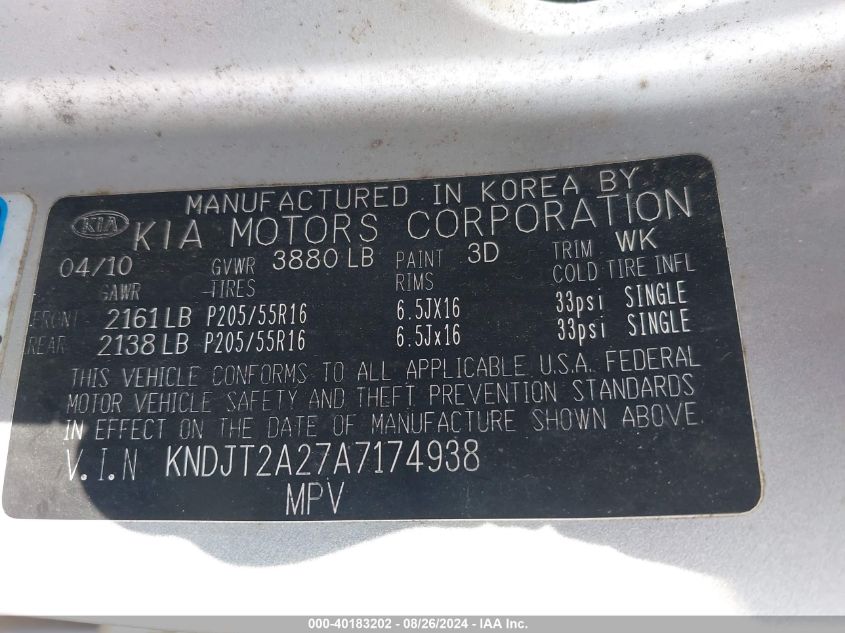 MANUFACTURED IN KOREA BY
KIA KIA MOTORS CORPORATION
04/10 GVWR 3880 LB PAINT 3D TRIM WK
GAWR TIRES RIMS COLD TIRE INFL
FRONT 2161 LB P205/55R16 6.5JX16 33psi SINGLE
REAR 2138 LB P205/55R16 6.5Jx16 33psi SINGLE
THIS VEHICLE CONFORMS TO ALL APPLICABLE U.S.A. FEDERAL
MOTOR VEHICLE SAFETY AND THEFT PREVENTION STANDARDS
IN EFFECT ON THE DATE OF MANUFACTURE SHOWN ABOVE.
V.I.N KNDJT2A27A7174938
MPV
000-40183202 - 08/26/2024 - IAA Inc.